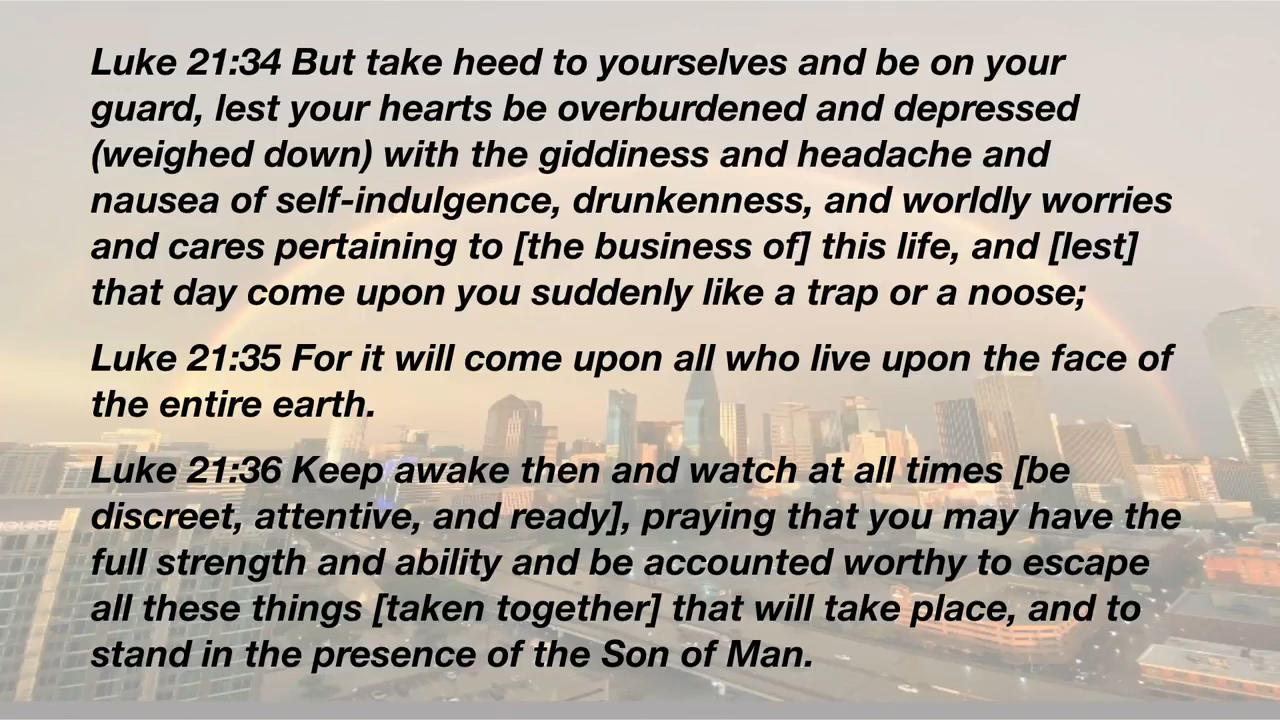 Luke 21:34 But take heed to yourselves and be on your
guard, lest your hearts be overburdened and depressed
(weighed down) with the giddiness and headache and
nausea of self-indulgence, drunkenness, and worldly worries
and cares pertaining to [the business of] this life, and [lest]
that day come upon you suddenly like a trap or a noose;
Luke 21:35 For it will come upon all who live upon the face of
the entire earth.
Luke 21:36 Keep awake then and watch at all times [be
discreet, attentive, and ready], praying that you may have the
full strength and ability and be accounted worthy to escape
all these things [taken together] that will take place, and to
stand in the presence of the Son of Man.